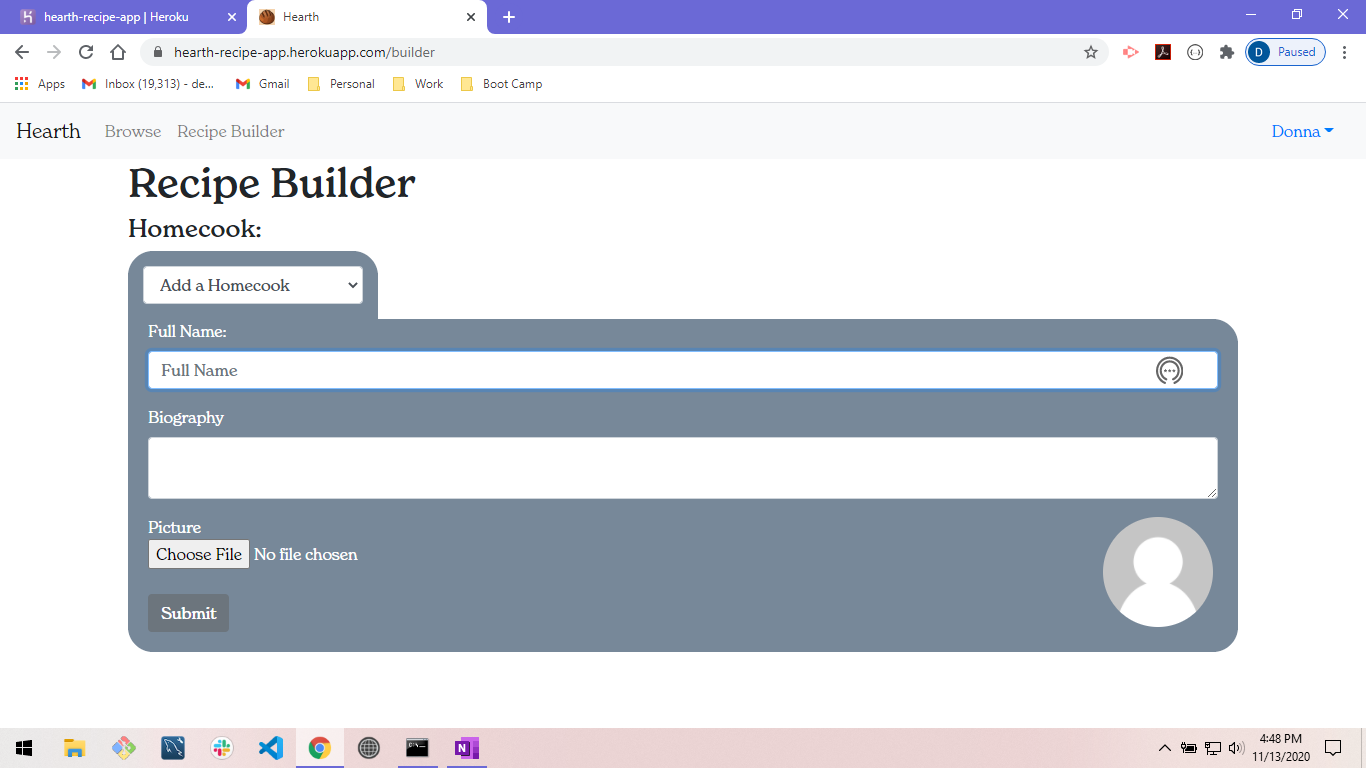 hearth-recipe-app | Heroku
Hearth
hearth-recipe-app.herokuapp.com/builder
D Paused
Apps
Inbox (19,313) - de...
Gmail
Personal
Work
Boot Camp
Hearth
Browse
Recipe Builder
Donna
Recipe Builder
Homecook:
Add a Homecook
Full Name:
Full Name
Biography
Picture
Choose File No file chosen
Submit
4:48 PM
11/13/2020